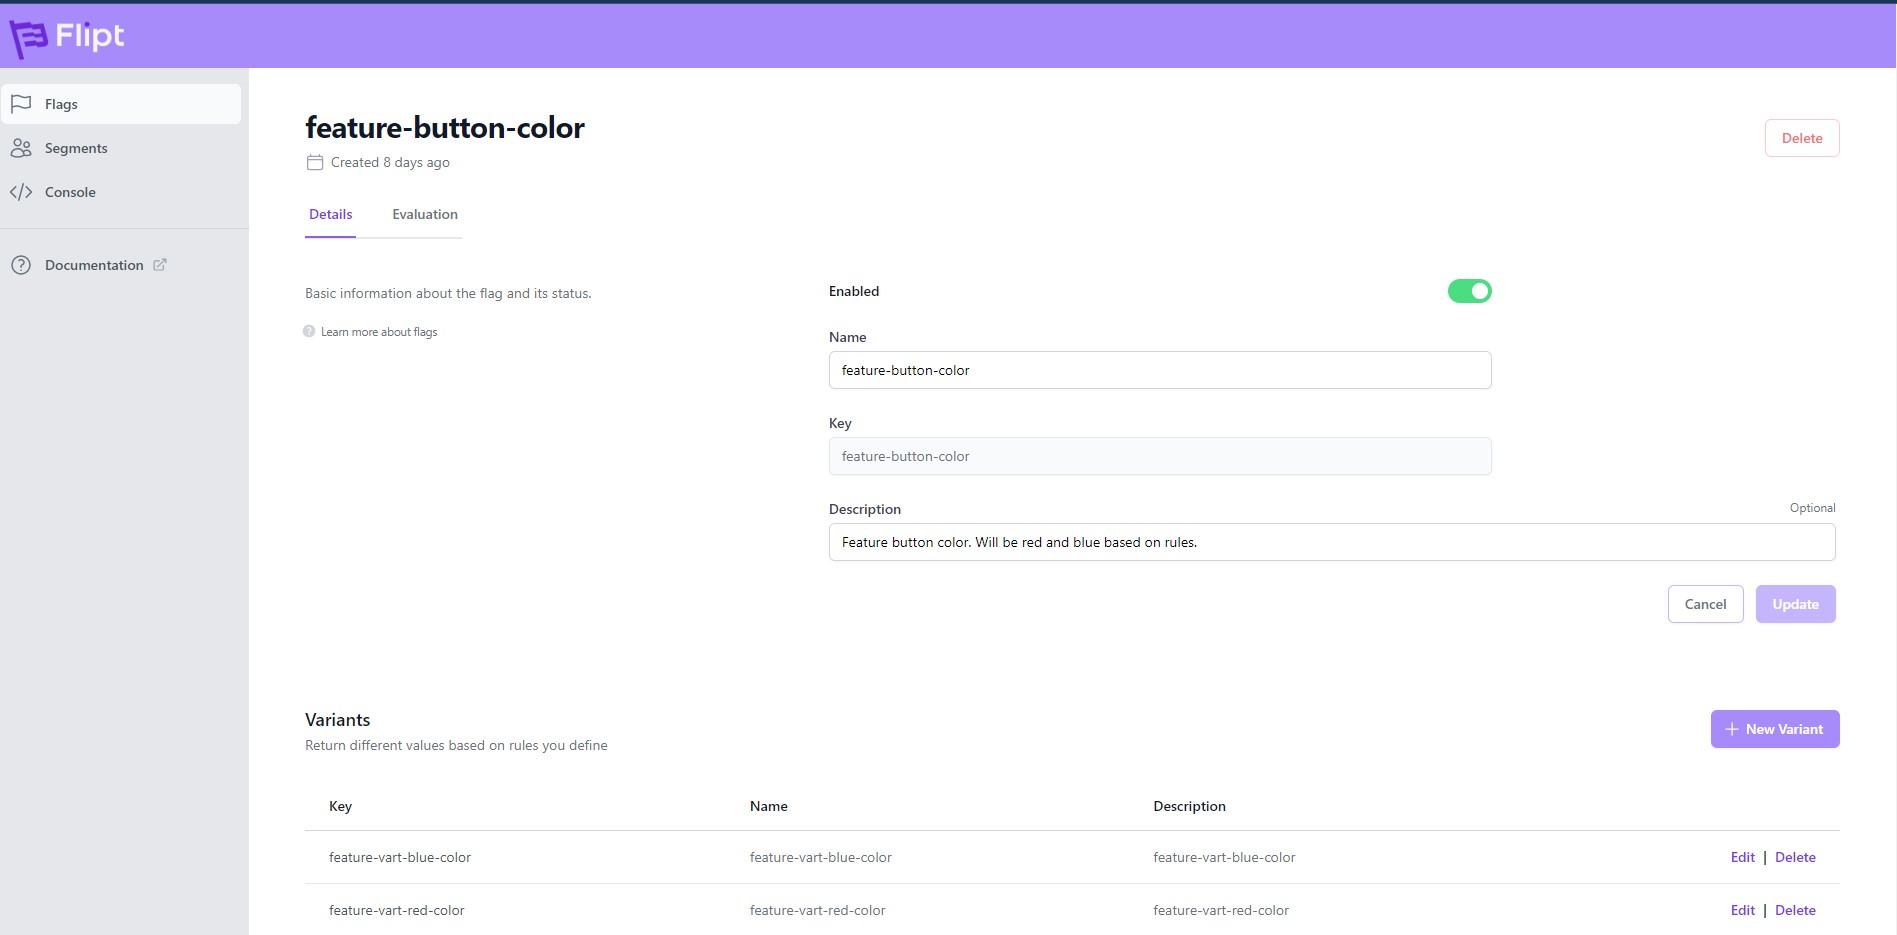 Flipt
Flags
Segments
Console
Documentation
feature-button-color
Delete
Created 8 days ago
Details Evaluation
Basic information about the flag and its status.
Learn more about flags
Enabled
Name
feature-button-color
Key
feature-button-color
Description Optional
Feature button color. Will be red and blue based on rules.
Cancel Update
Variants
Return different values based on rules you define
New Variant
Key Name Description
feature-vart-blue-color feature-vart-blue-color feature-vart-blue-color Edit | Delete
feature-vart-red-color feature-vart-red-color feature-vart-red-color Edit | Delete